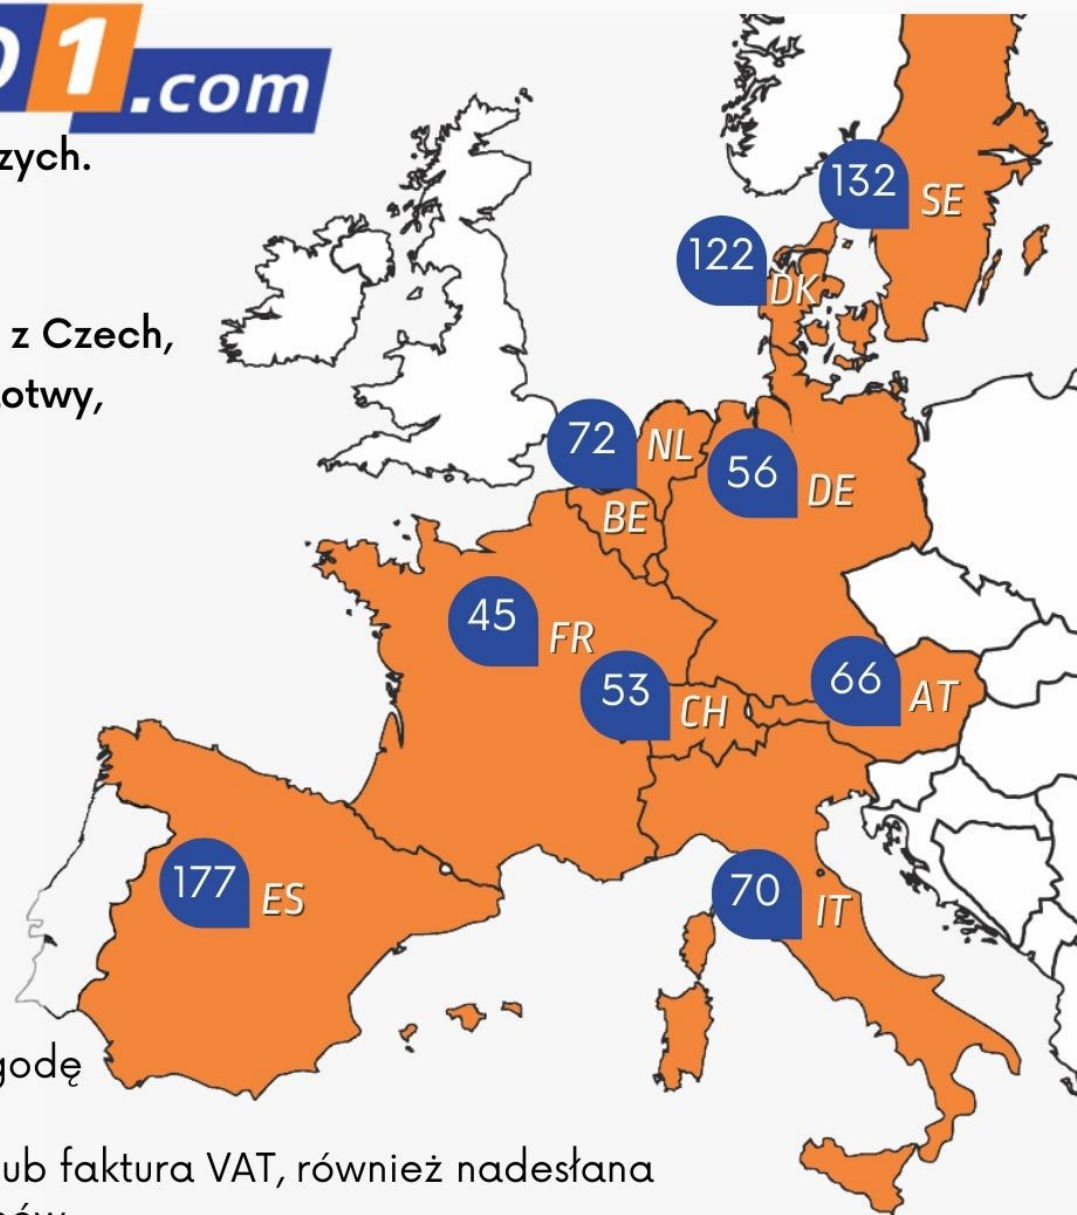 1.com
zych.
132 SE
122 DK
z Czech,
otwy,
72 NL
56 DE
BE
45 FR
53 CH
66 AT
177 ES
70 IT
godę
ub faktura VAT, również nadesłana